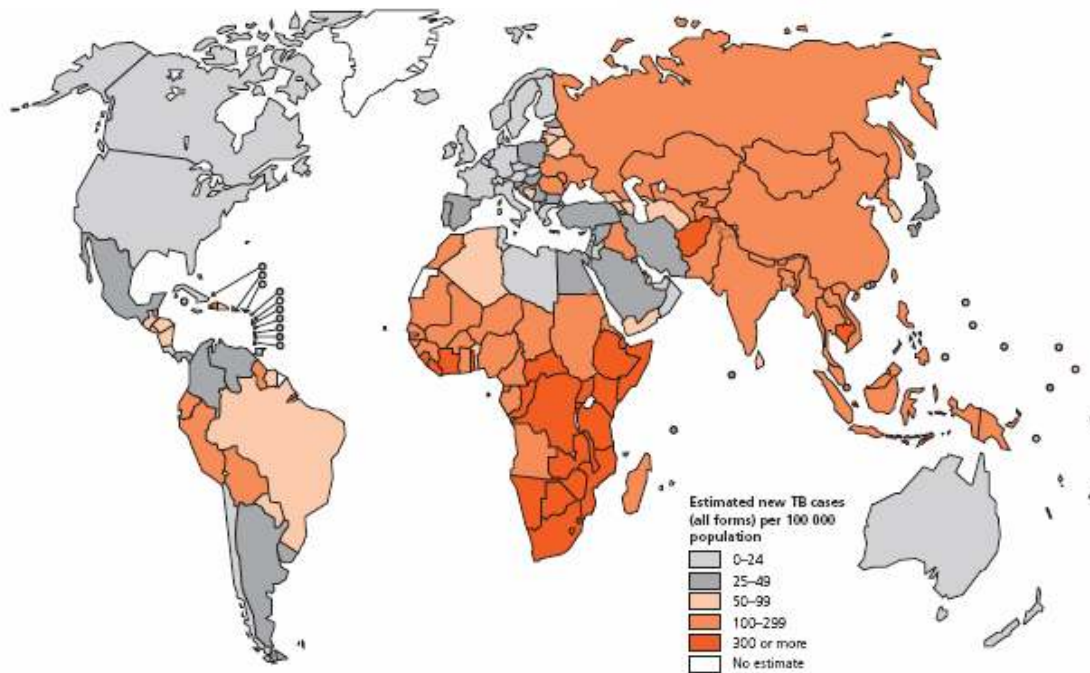 Estimated new TB cases
(all forms) per 100 000
population
0–24
25–49
50–99
100–299
300 or more
No estimate